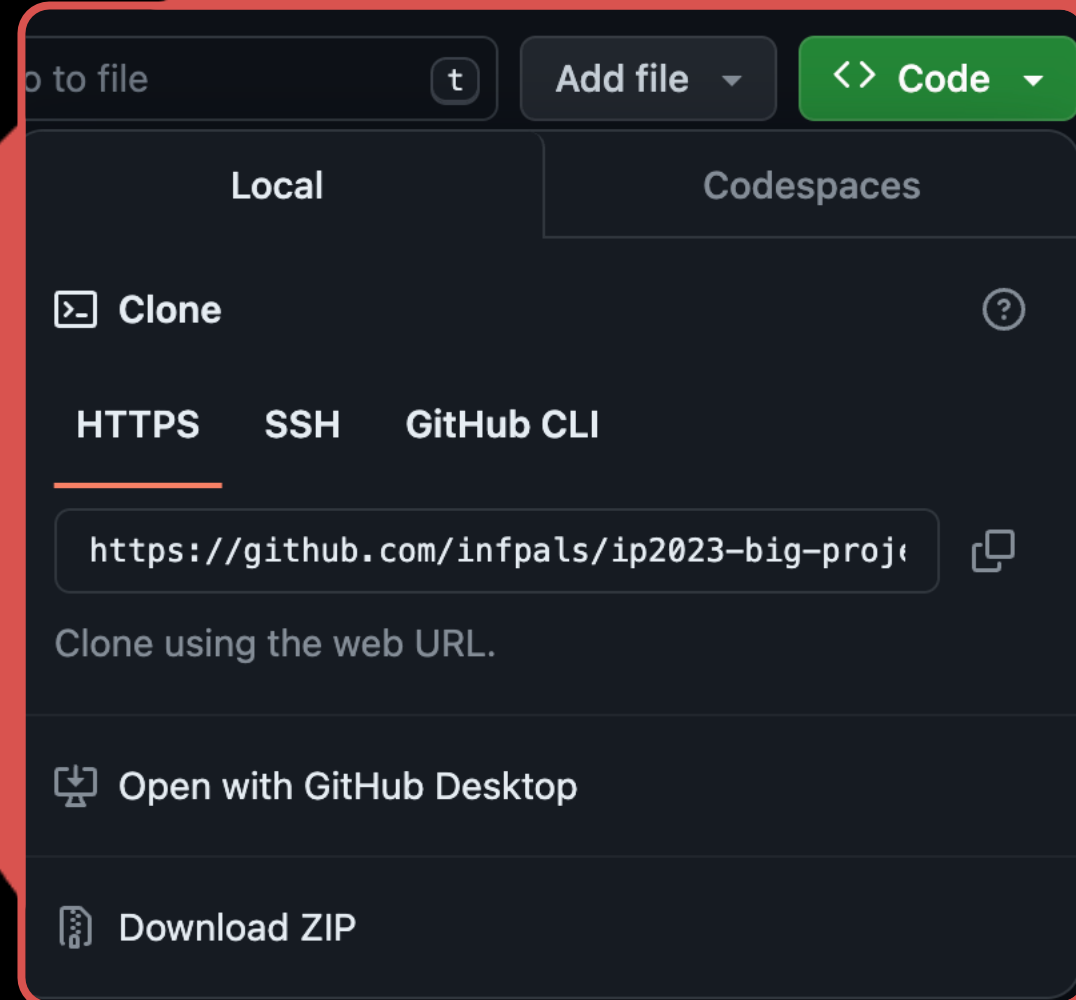 o to file t Add file <> Code
Local Codespaces
Clone
HTTPS SSH GitHub CLI
https://github.com/infpals/ip2023-big-proje
Clone using the web URL.
Open with GitHub Desktop
Download ZIP